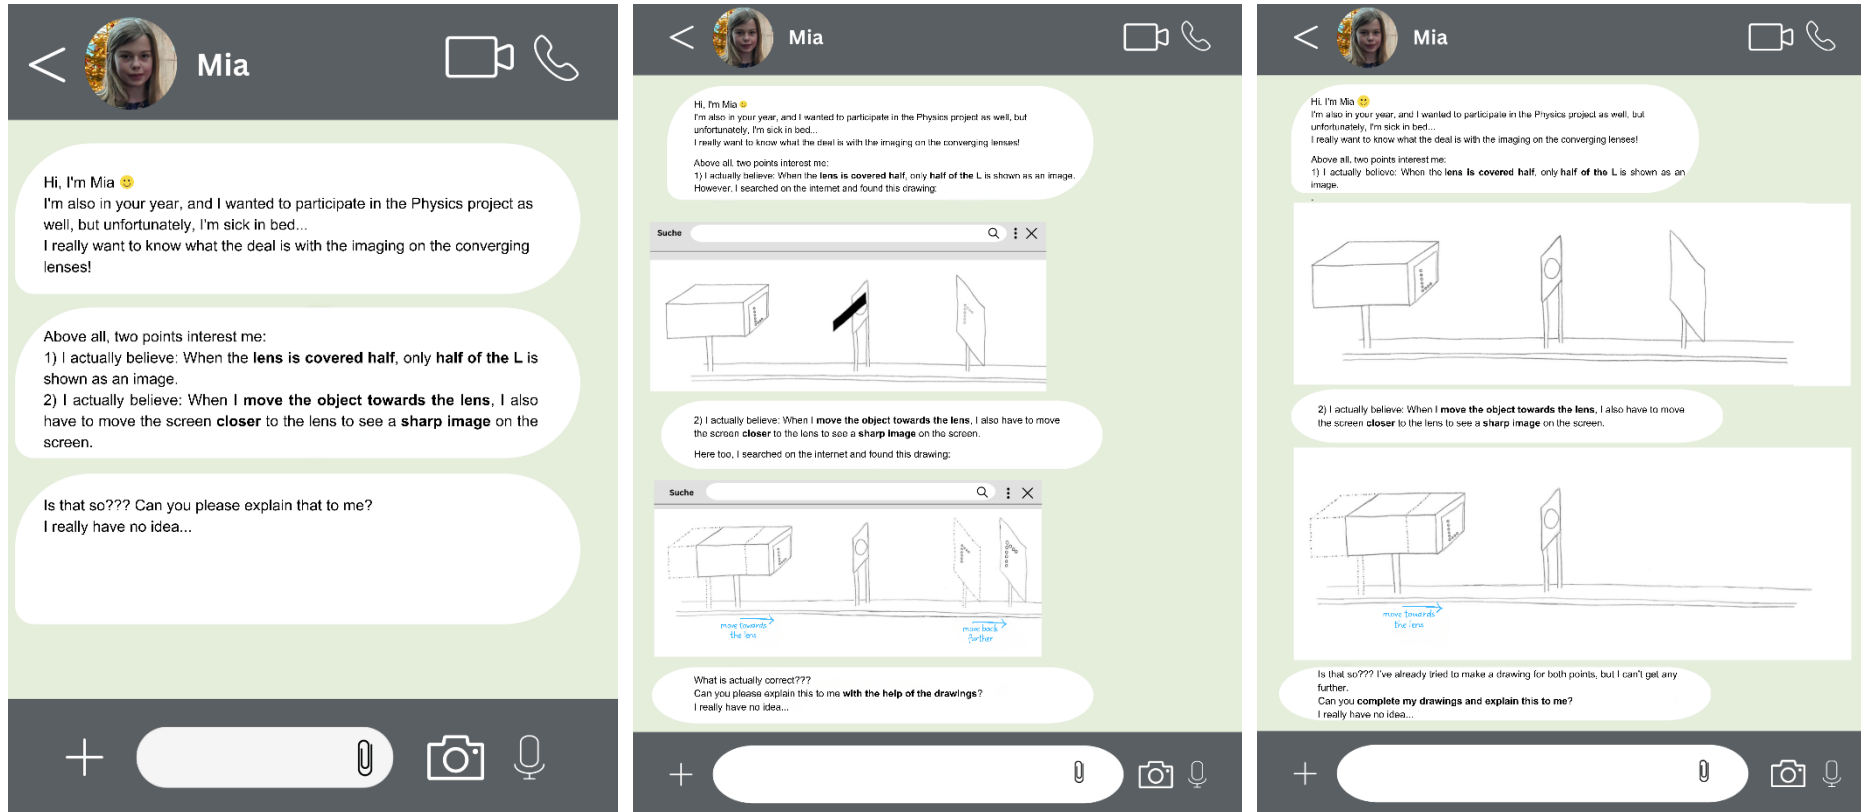 Mia
Hi, I'm Mia 🙂
I'm also in your year, and I wanted to participate in the Physics project as
well, but unfortunately, I'm sick in bed...
I really want to know what the deal is with the imaging on the converging
lenses!
Above all, two points interest me:
1) I actually believe: When the lens is covered half, only half of the L is
shown as an image.
2) I actually believe: When I move the object towards the lens, I also
have to move the screen closer to the lens to see a sharp image on the
screen.
Is that so??? Can you please explain that to me?
I really have no idea...
Mia
Hi, I'm Mia 🙂
I'm also in your year, and I wanted to participate in the Physics project as well, but
unfortunately, I'm sick in bed...
I really want to know what the deal is with the imaging on the converging lenses!
Above all, two points interest me:
1) I actually believe: When the lens is covered half, only half of the L is shown as an image.
However, I searched on the internet and found this drawing:
Suche
2) I actually believe: When I move the object towards the lens, I also have to move
the screen closer to the lens to see a sharp image on the screen.
Here too, I searched on the internet and found this drawing:
Suche
move towards
the lens
move back
further
What is actually correct???
Can you please explain this to me with the help of the drawings?
I really have no idea...
Mia
Hi. I'm Mia 🙂
I'm also in your year, and I wanted to participate in the Physics project as well, but
unfortunately, I'm sick in bed...
I really want to know what the deal is with the imaging on the converging lenses!
Above all, two points interest me:
1) I actually believe: When the lens is covered half, only half of the L is shown as an
image.
.
2) I actually believe: When I move the object towards the lens, I also have to move
the screen closer to the lens to see a sharp image on the screen.
move towards
the lens
Is that so??? I've already tried to make a drawing for both points, but I can't get any
further.
Can you complete my drawings and explain this to me?
I really have no idea...